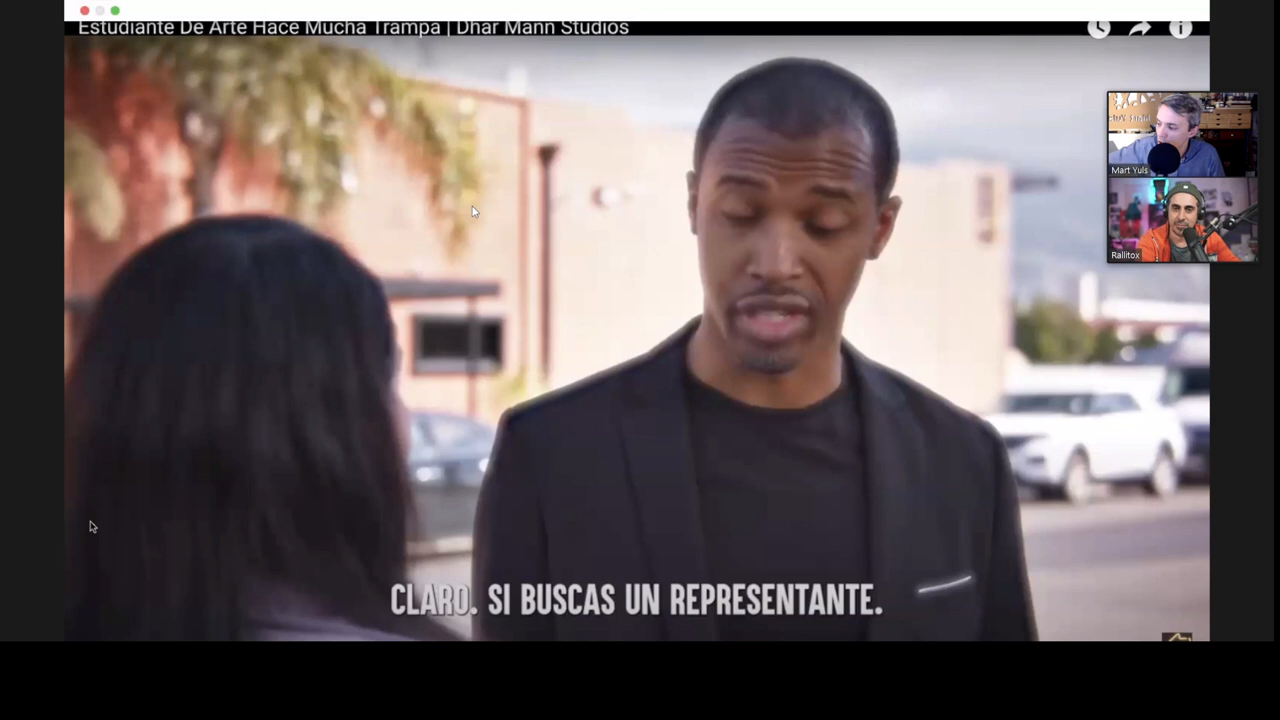 Estudiante De Arte Hace Mucha Trampa | Dhar Mann Studios
Mart Yuls
Rallitox
CLARO. SI BUSCAS UN REPRESENTANTE.